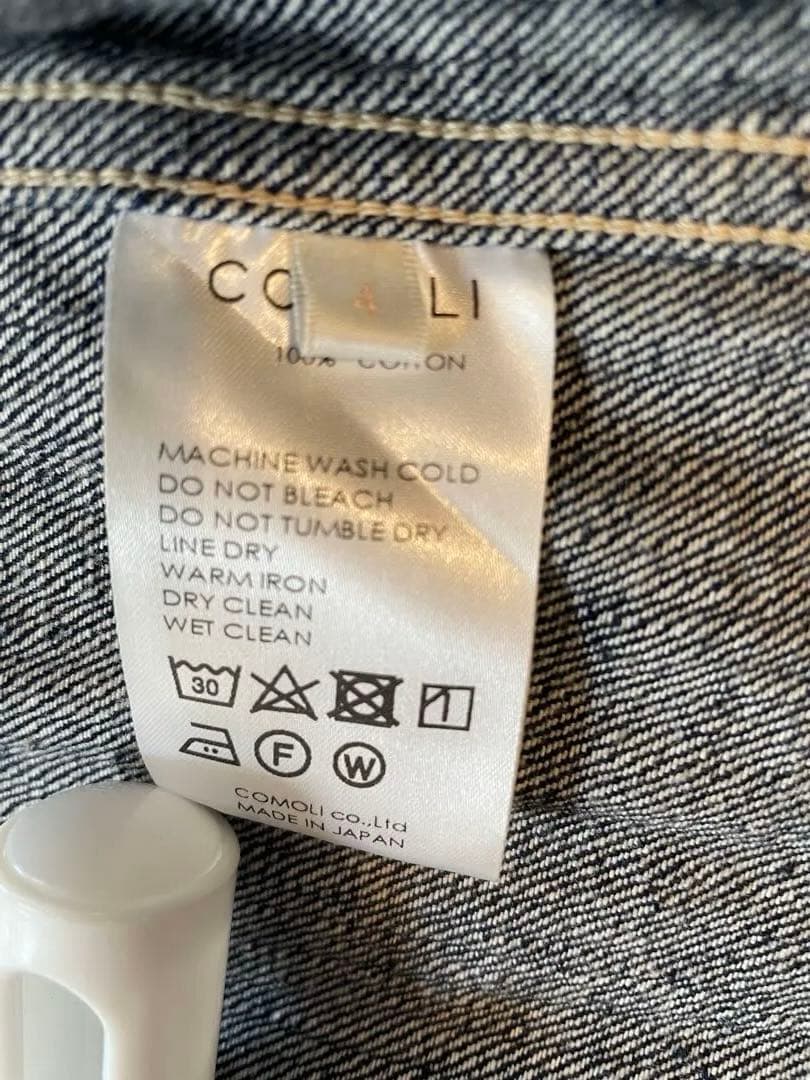 CO LI
4
100% COTTON
MACHINE WASH COLD
DO NOT BLEACH
DO NOT TUMBLE DRY
LINE DRY
WARM IRON
DRY CLEAN
WET CLEAN
30
F W
COMOLI co.,Ltd
MADE IN JAPAN